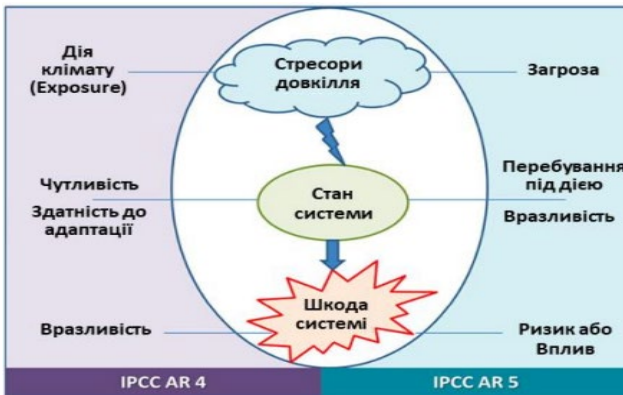 Дія
клімату
(Exposure)
Стресори
довкілля
Загроза
Чутливість
Здатність до
адаптації
Стан
системи
Перебування
під дією
Вразливість
Вразливість
Шкода
системі
Ризик або
Вплив
IPCC AR 4
IPCC AR 5